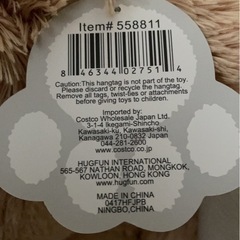 Item# 558811
8 46344 02751 4
CAUTION: This hangtag is not part of the toy.
Please discard or recycle the hangtag.
Remove all tags, twist-ties or attachments
before giving toys to children.
Imported by:
Costco Wholesale Japan Ltd.
3-1-4 Ikegami-Shincho,
Kawasaki-ku, Kawasaki-shi,
Kanagawa 210-0832 Japan
044-281-2600
www.costco.co.jp
HUGFUN INTERNATIONAL
565-567 NATHAN ROAD, MONGKOK,
KOWLOON, HONG KONG
www.hugfun.com
MADE IN CHINA
0417HFJPB
NINGBO,CHINA